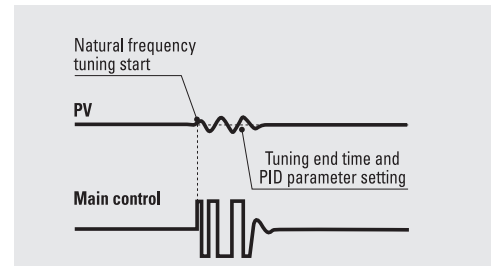 Natural frequency
tuning start
PV
Tuning end time and
PID parameter setting
Main control